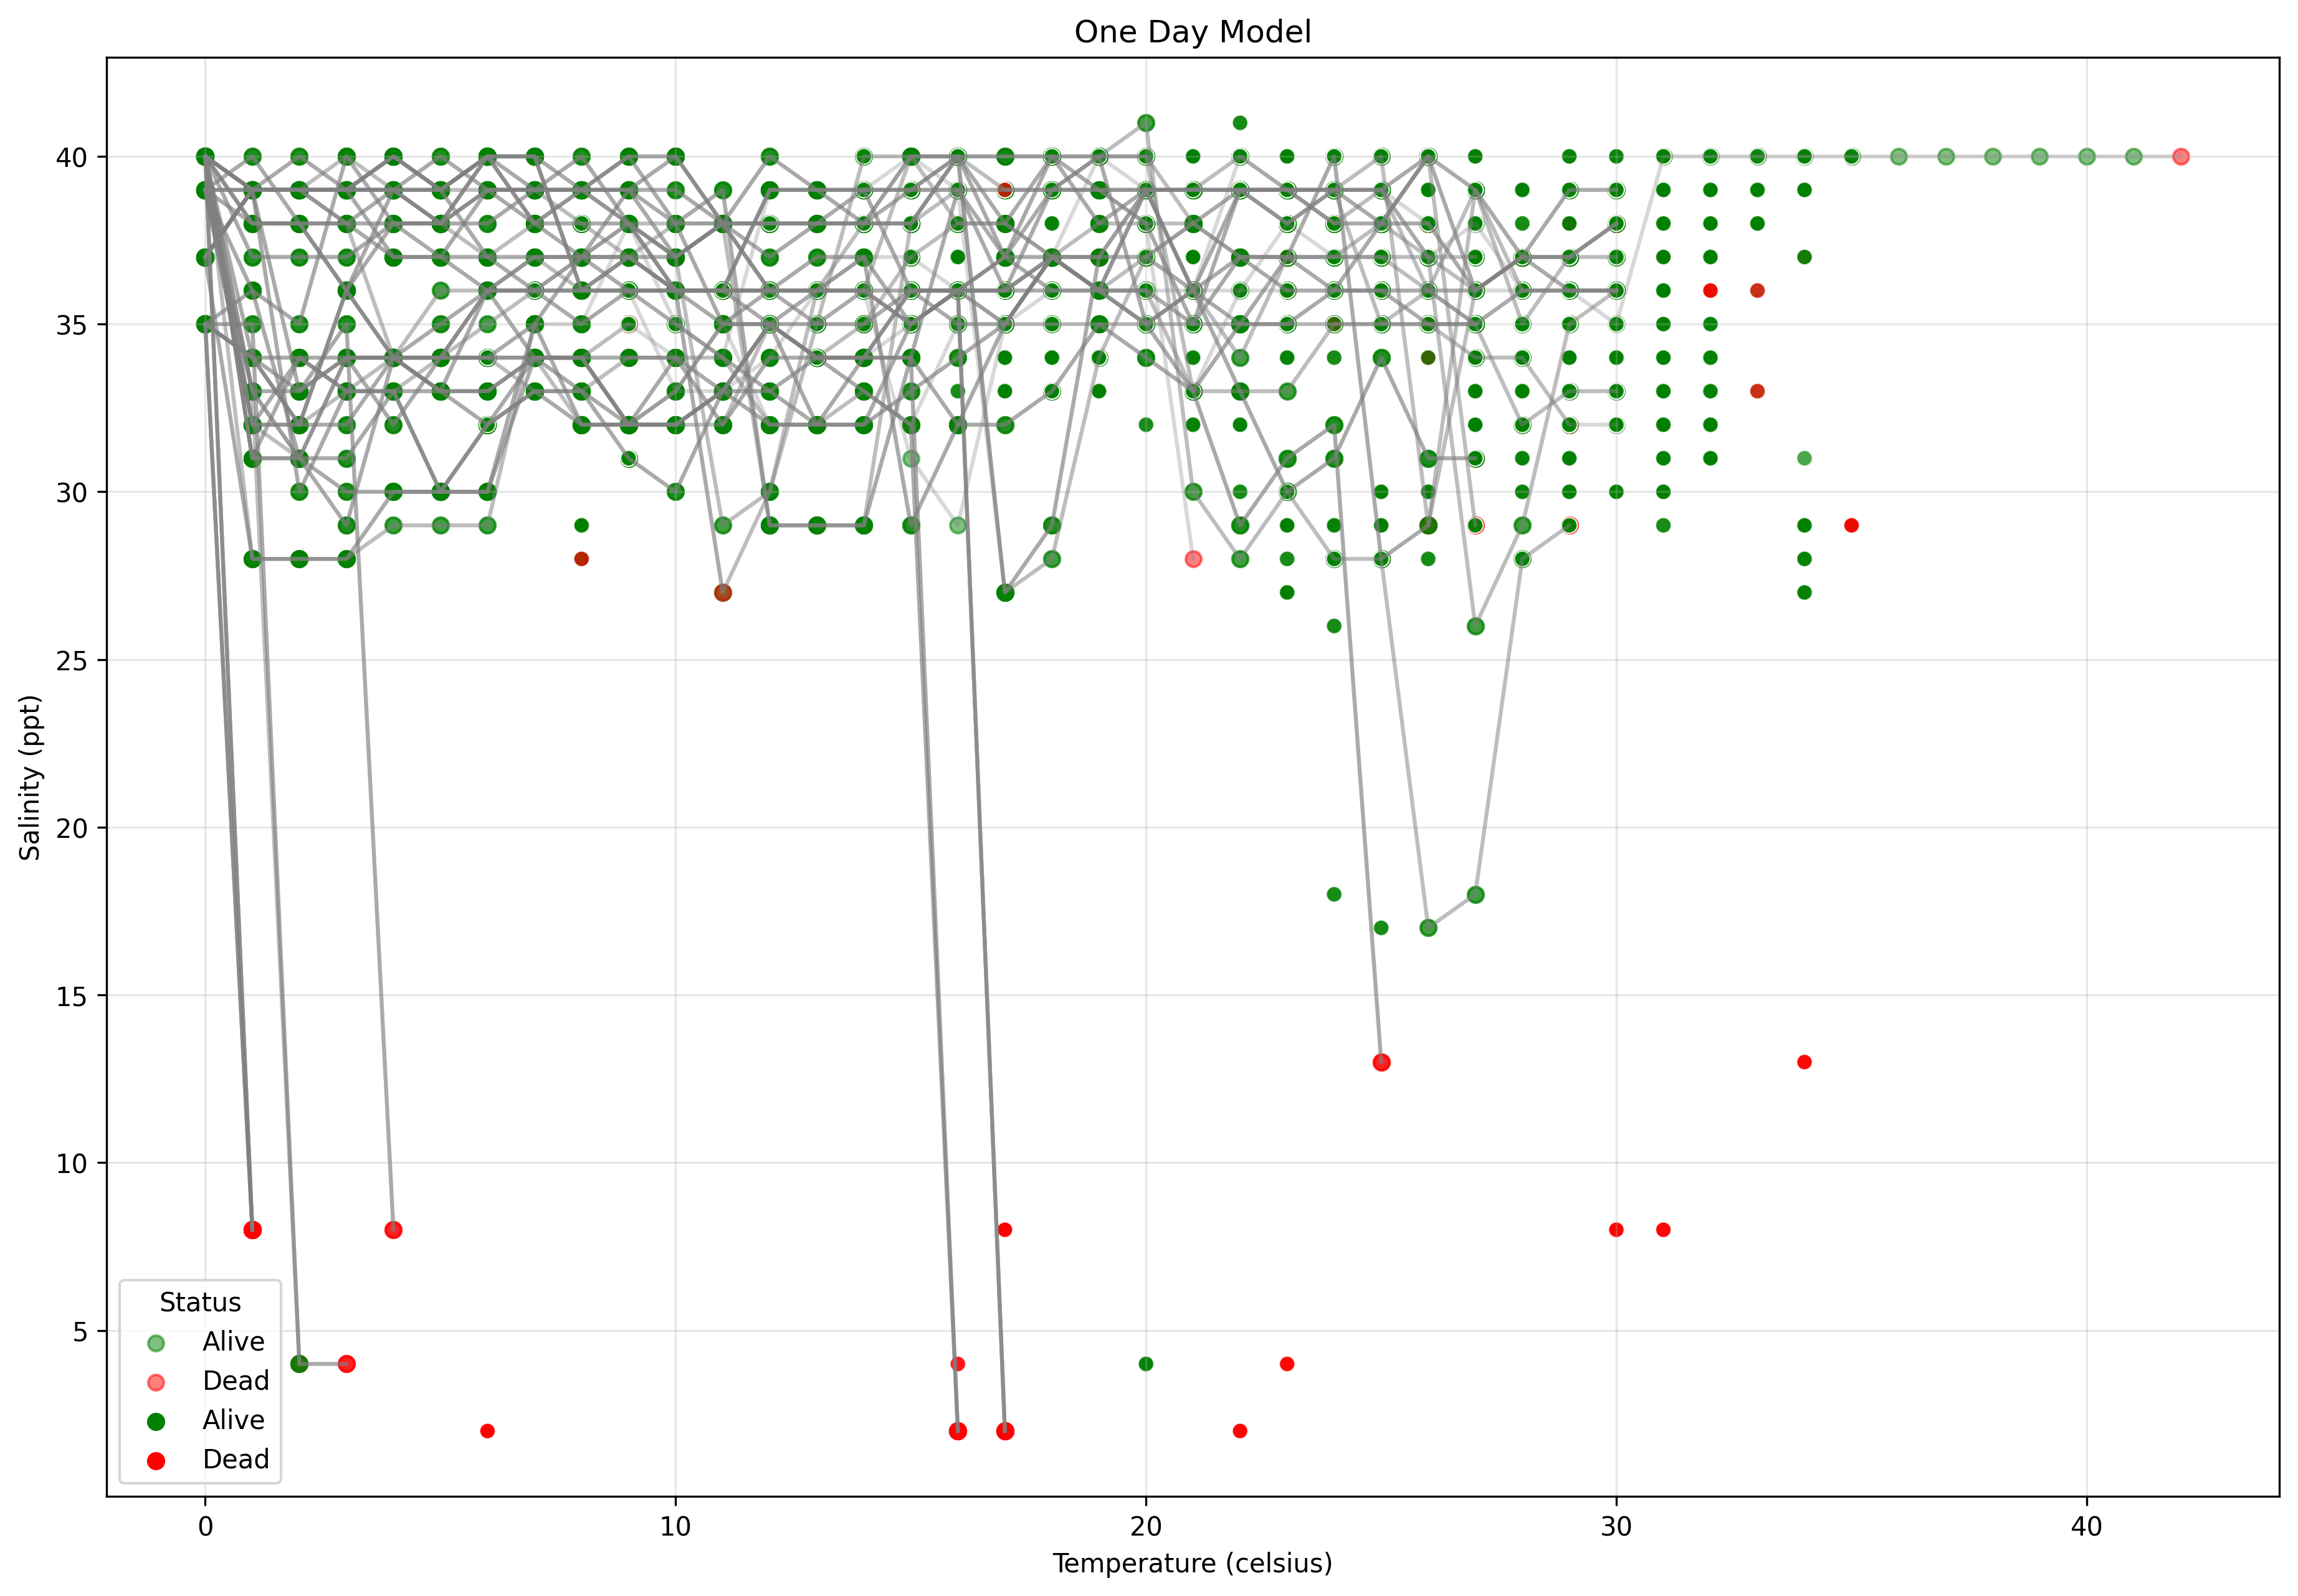 One Day Model
Salinity (ppt)
40
35
30
25
20
15
10
5
Status
Alive
Dead
Alive
Dead
0 10 20 30 40
Temperature (celsius)